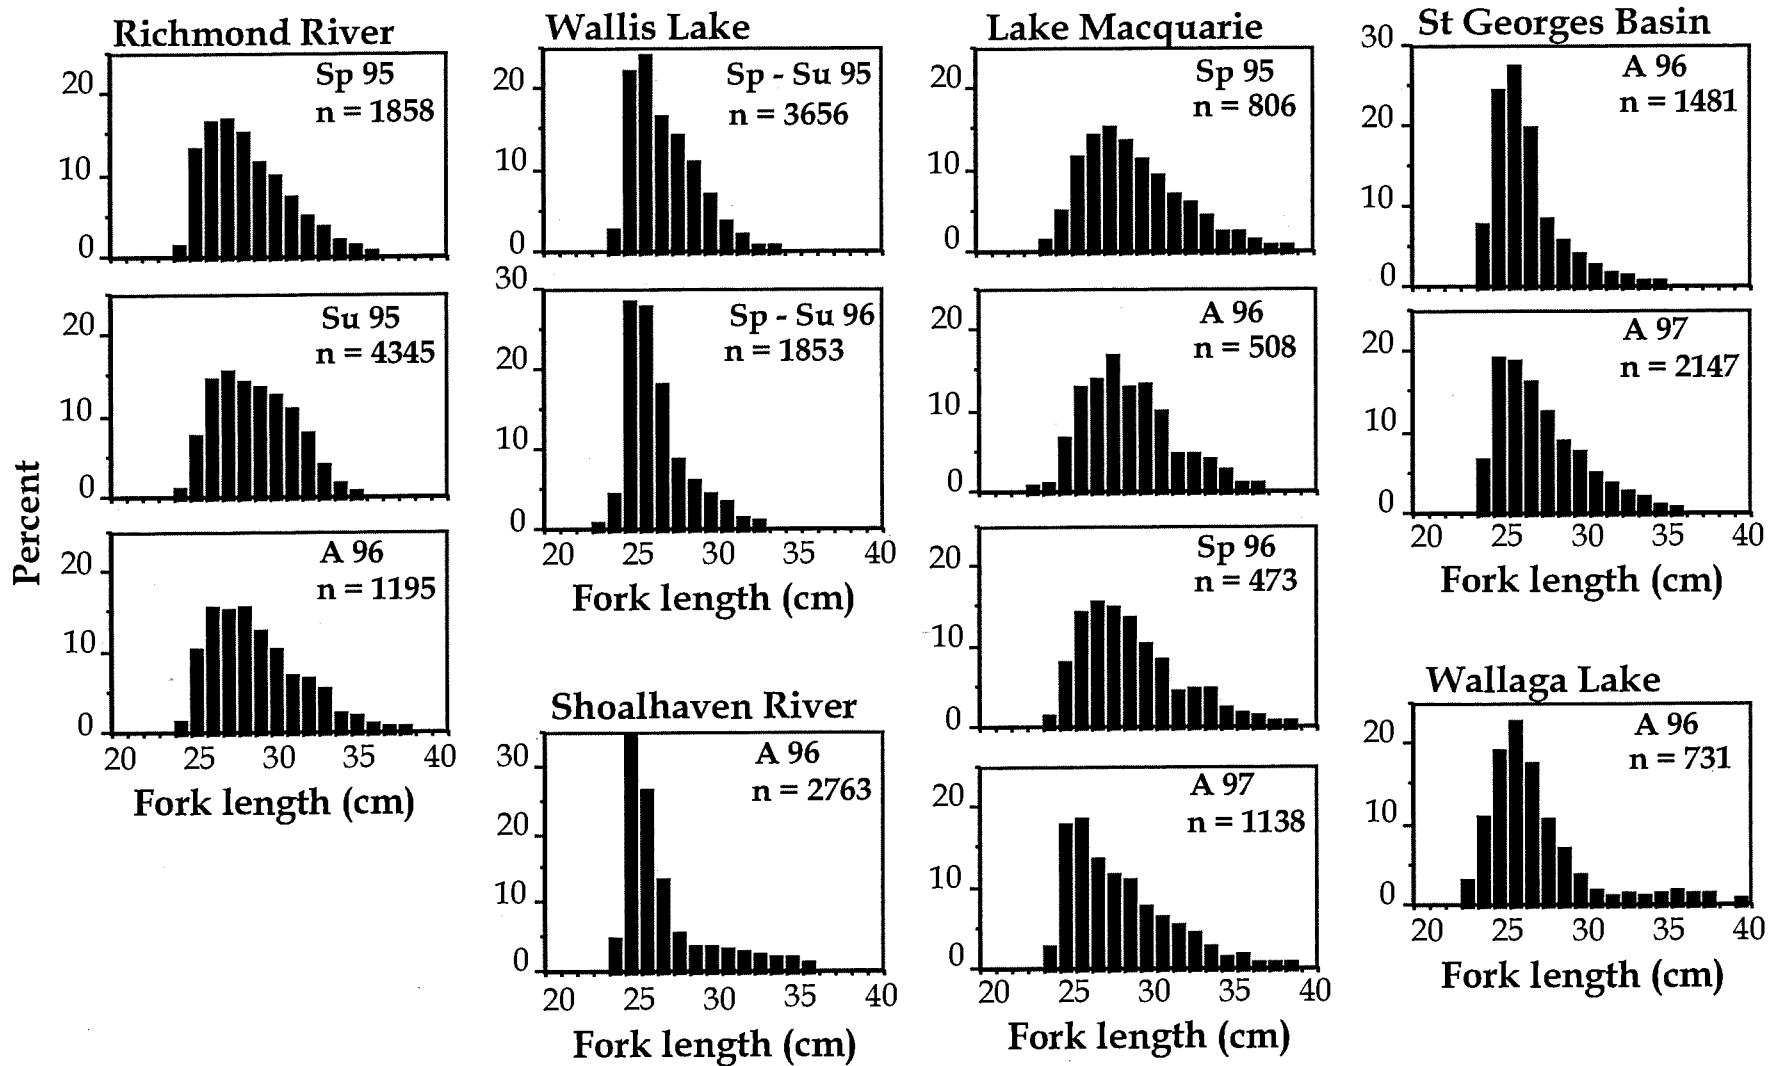 Richmond River
Sp 95
n = 1858
20
10
0
Su 95
n = 4345
20
10
0
A 96
n = 1195
20
10
0
20 25 30 35 40
Fork length (cm)
Percent
Wallis Lake
Sp - Su 95
n = 3656
20
10
0
Sp - Su 96
n = 1853
30
20
10
0
20 25 30 35 40
Fork length (cm)
Shoalhaven River
A 96
n = 2763
30
20
10
0
20 25 30 35 40
Fork length (cm)
Lake Macquarie
Sp 95
n = 806
20
10
0
A 96
n = 508
20
10
0
Sp 96
n = 473
20
10
0
A 97
n = 1138
20
10
0
20 25 30 35 40
Fork length (cm)
St Georges Basin
A 96
n = 1481
30
20
10
0
A 97
n = 2147
20
10
0
20 25 30 35 40
Fork length (cm)
Wallaga Lake
A 96
n = 731
20
10
0
20 25 30 35 40
Fork length (cm)